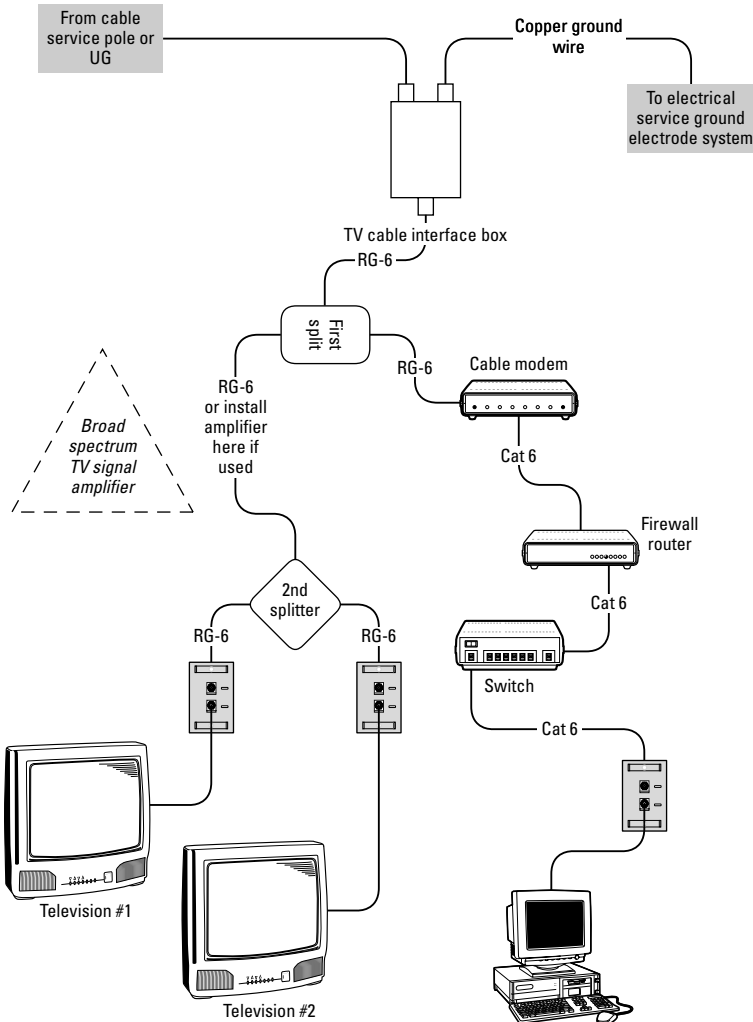 From cable
service pole or
UG
Copper ground
wire
To electrical
service ground
electrode system
TV cable interface box
RG-6
First
split
RG-6
Cable modem
RG-6
or install
amplifier
here if
used
Broad
spectrum
TV signal
amplifier
Cat 6
Firewall
router
2nd
splitter
Cat 6
RG-6
RG-6
Switch
Cat 6
Television #1
Television #2